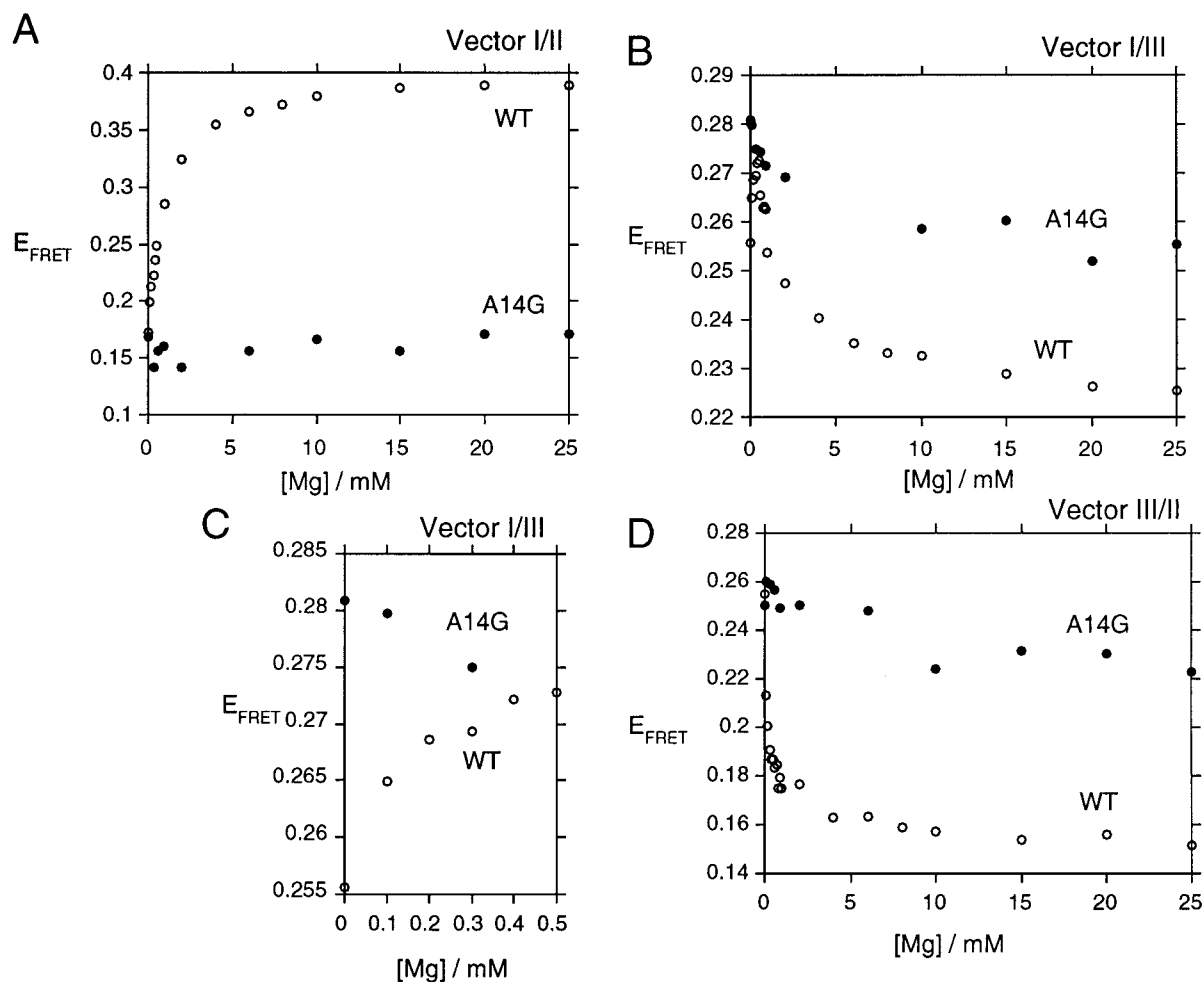 A
Vector I/II
0.4
0.35
0.3
0.25
0.2
0.15
0.1
E_FRET
WT
A14G
0 5 10 15 20 25
[Mg] / mM
B
Vector I/III
0.29
0.28
0.27
0.26
0.25
0.24
0.23
0.22
E_FRET
A14G
WT
0 5 10 15 20 25
[Mg] / mM
C
Vector I/III
0.285
0.28
0.275
0.27
0.265
0.26
0.255
E_FRET
A14G
WT
0 0.1 0.2 0.3 0.4 0.5
[Mg] / mM
D
Vector III/II
0.28
0.26
0.24
0.22
0.2
0.18
0.16
0.14
E_FRET
A14G
WT
0 5 10 15 20 25
[Mg] / mM